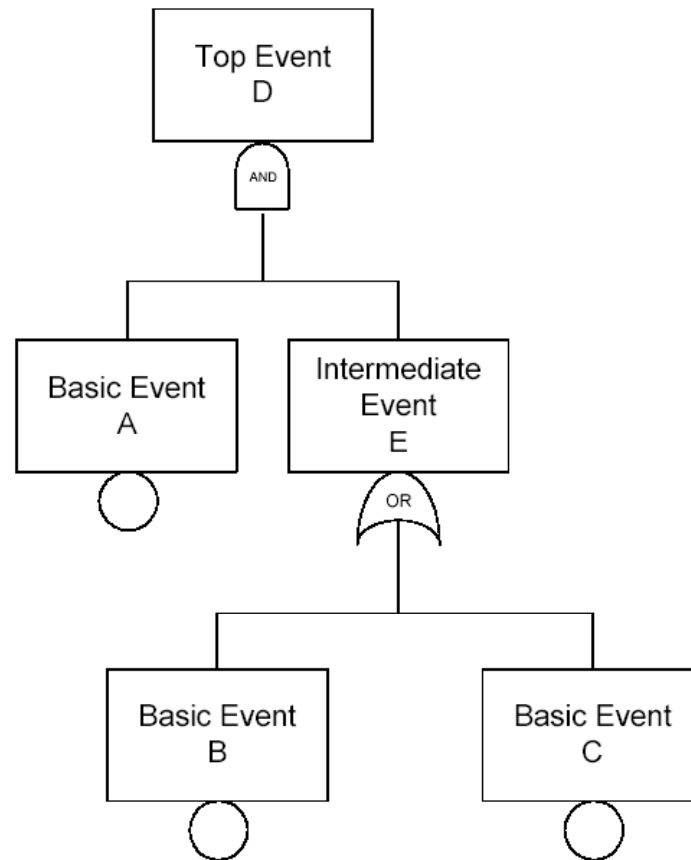 Top Event
D
AND
Basic Event
A
Intermediate
Event
E
OR
Basic Event
B
Basic Event
C